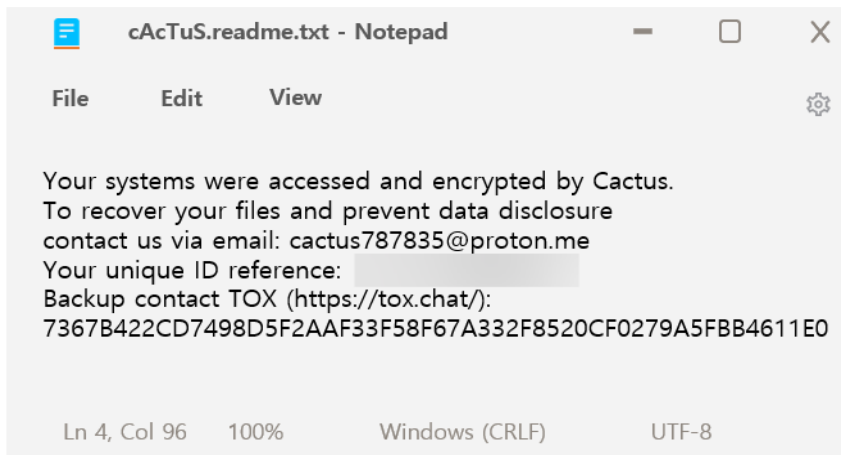 cAcTuS.readme.txt - Notepad
File Edit View
Your systems were accessed and encrypted by Cactus.
To recover your files and prevent data disclosure
contact us via email: cactus787835@proton.me
Your unique ID reference:
Backup contact TOX (https://tox.chat/):
7367B422CD7498D5F2AAF33F58F67A332F8520CF0279A5FBB4611E0
Ln 4, Col 96 100% Windows (CRLF) UTF-8